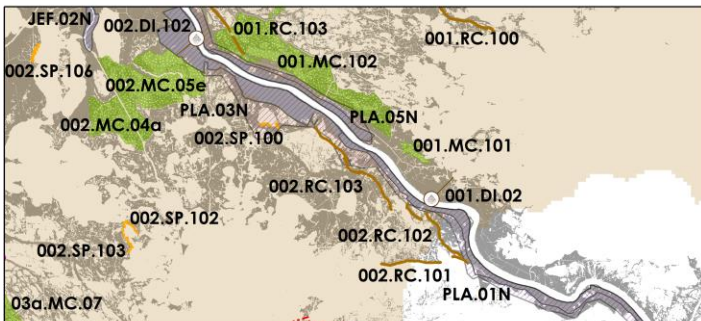 JEF.02N
002.DI.102
001.RC.103
001.RC.100
001.MC.102
002.SP.106
002.MC.05e
PLA.03N
PLA.05N
002.MC.04a
002.SP.100
001.MC.101
002.RC.103
001.DI.02
002.SP.102
002.RC.102
002.SP.103
002.RC.101
PLA.01N
03a.MC.07